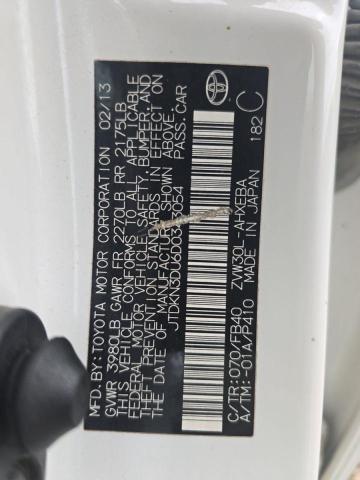 MFD.BY:TOYOTA MOTOR CORPORATION 02/13
GVWR 3980LB GAWR FR 2270LB RR 2175LB
THIS VEHICLE CONFORMS TO ALL APPLICABLE
FEDERAL MOTOR VEHICLE SAFETY, BUMPER, AND
THEFT PREVENTION STANDARDS IN EFFECT ON
THE DATE OF MANUFACTURE SHOWN ABOVE.
PASS.CAR
C/TR:070/FB40 ZVW30L-AHXEBA
A/TM:-01A/P410 MADE IN JAPAN
182 C